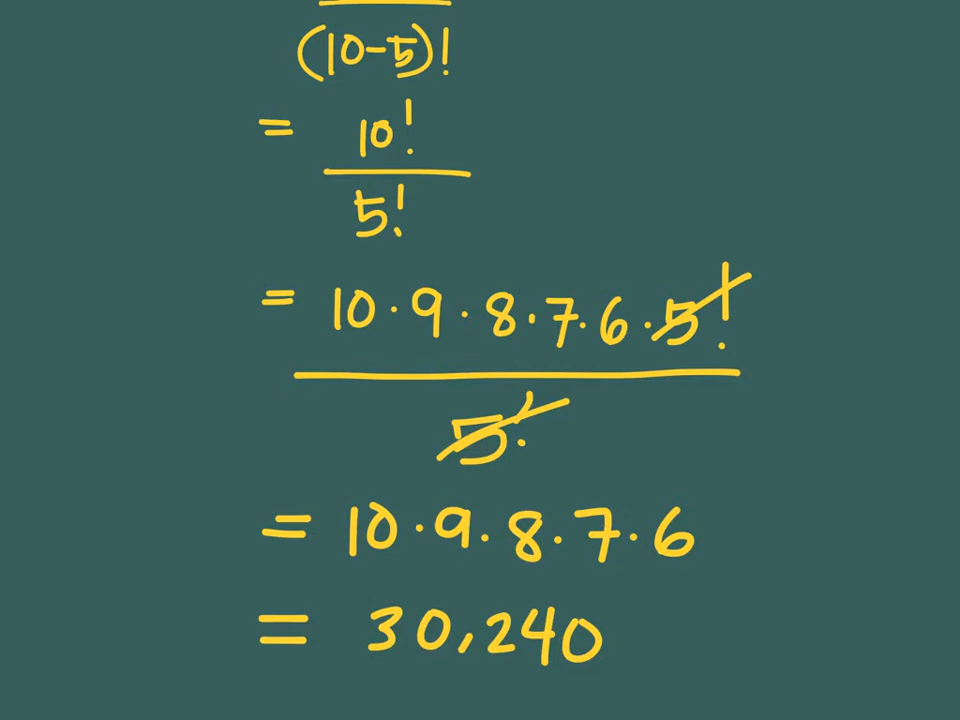 (10-5)!
= 10!
5!
= 10 · 9 · 8 · 7 · 6 · 5!
5!
= 10 · 9 · 8 · 7 · 6
= 30,240